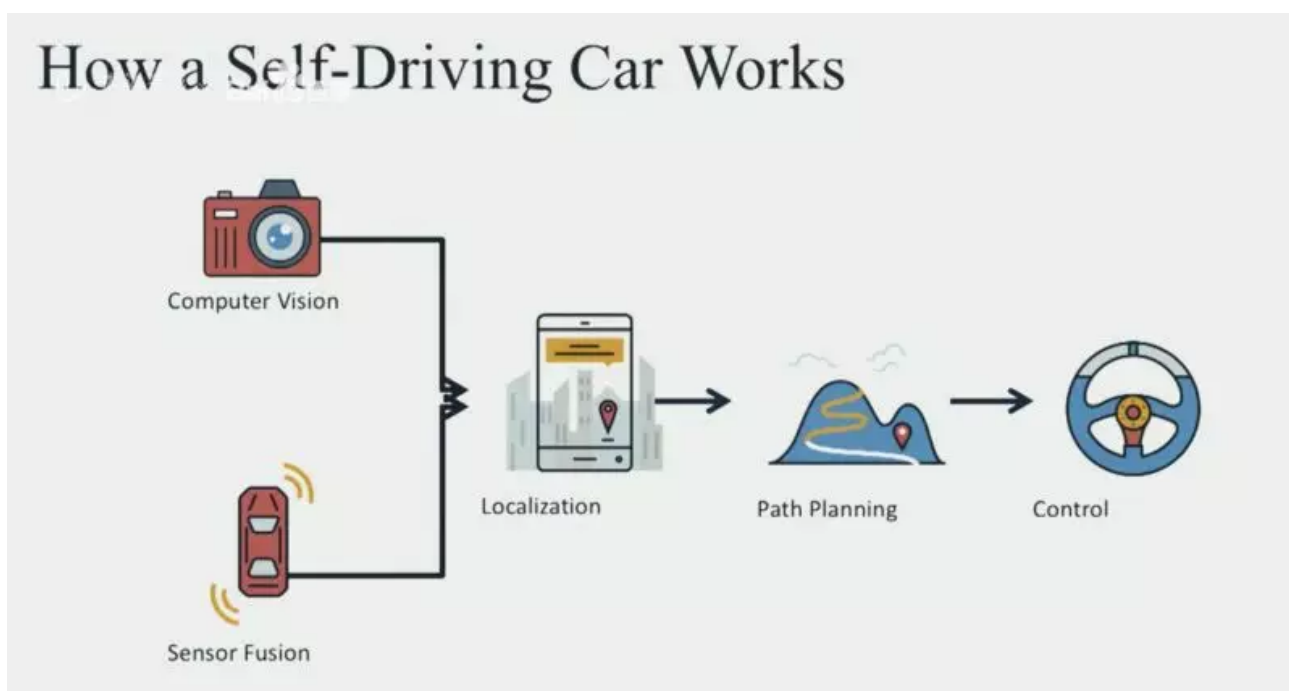 How a Self-Driving Car Works
Computer Vision
Localization
Path Planning
Control
Sensor Fusion